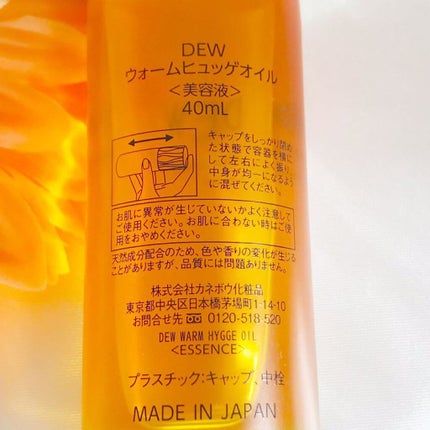 DEW
ウォームヒュッゲオイル
<美容液>
40mL
キャップをしっかり閉め
た状態で容器を横に
して左右によく振り、
中身が均一になるよう
に混ぜてください。
お肌に異常が生じていないかよく注意して
ご使用ください。お肌に合わない時はご使
用をおやめください。
天然成分配合のため、色や香りの変化が生じる
ことがありますが、品質には問題ありません。
株式会社カネボウ化粧品
東京都中央区日本橋茅場町1-14-10
お問合せ先 0120-518-520
DEW WARM HYGGE OIL
<ESSENCE>
プラスチック:キャップ、中栓
MADE IN JAPAN